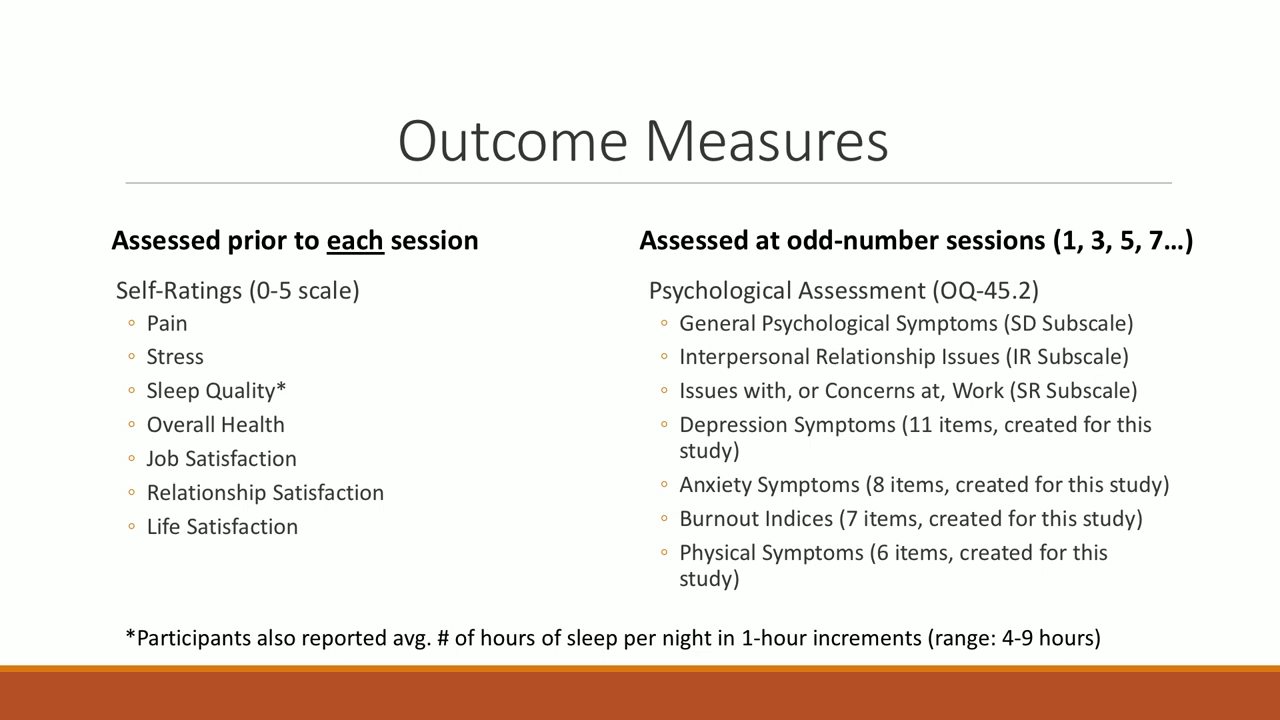 Outcome Measures
Assessed prior to each session
Self-Ratings (0-5 scale)
◦ Pain
◦ Stress
◦ Sleep Quality*
◦ Overall Health
◦ Job Satisfaction
◦ Relationship Satisfaction
◦ Life Satisfaction
Assessed at odd-number sessions (1, 3, 5, 7…)
Psychological Assessment (OQ-45.2)
◦ General Psychological Symptoms (SD Subscale)
◦ Interpersonal Relationship Issues (IR Subscale)
◦ Issues with, or Concerns at, Work (SR Subscale)
◦ Depression Symptoms (11 items, created for this
study)
◦ Anxiety Symptoms (8 items, created for this study)
◦ Burnout Indices (7 items, created for this study)
◦ Physical Symptoms (6 items, created for this
study)
*Participants also reported avg. # of hours of sleep per night in 1-hour increments (range: 4-9 hours)